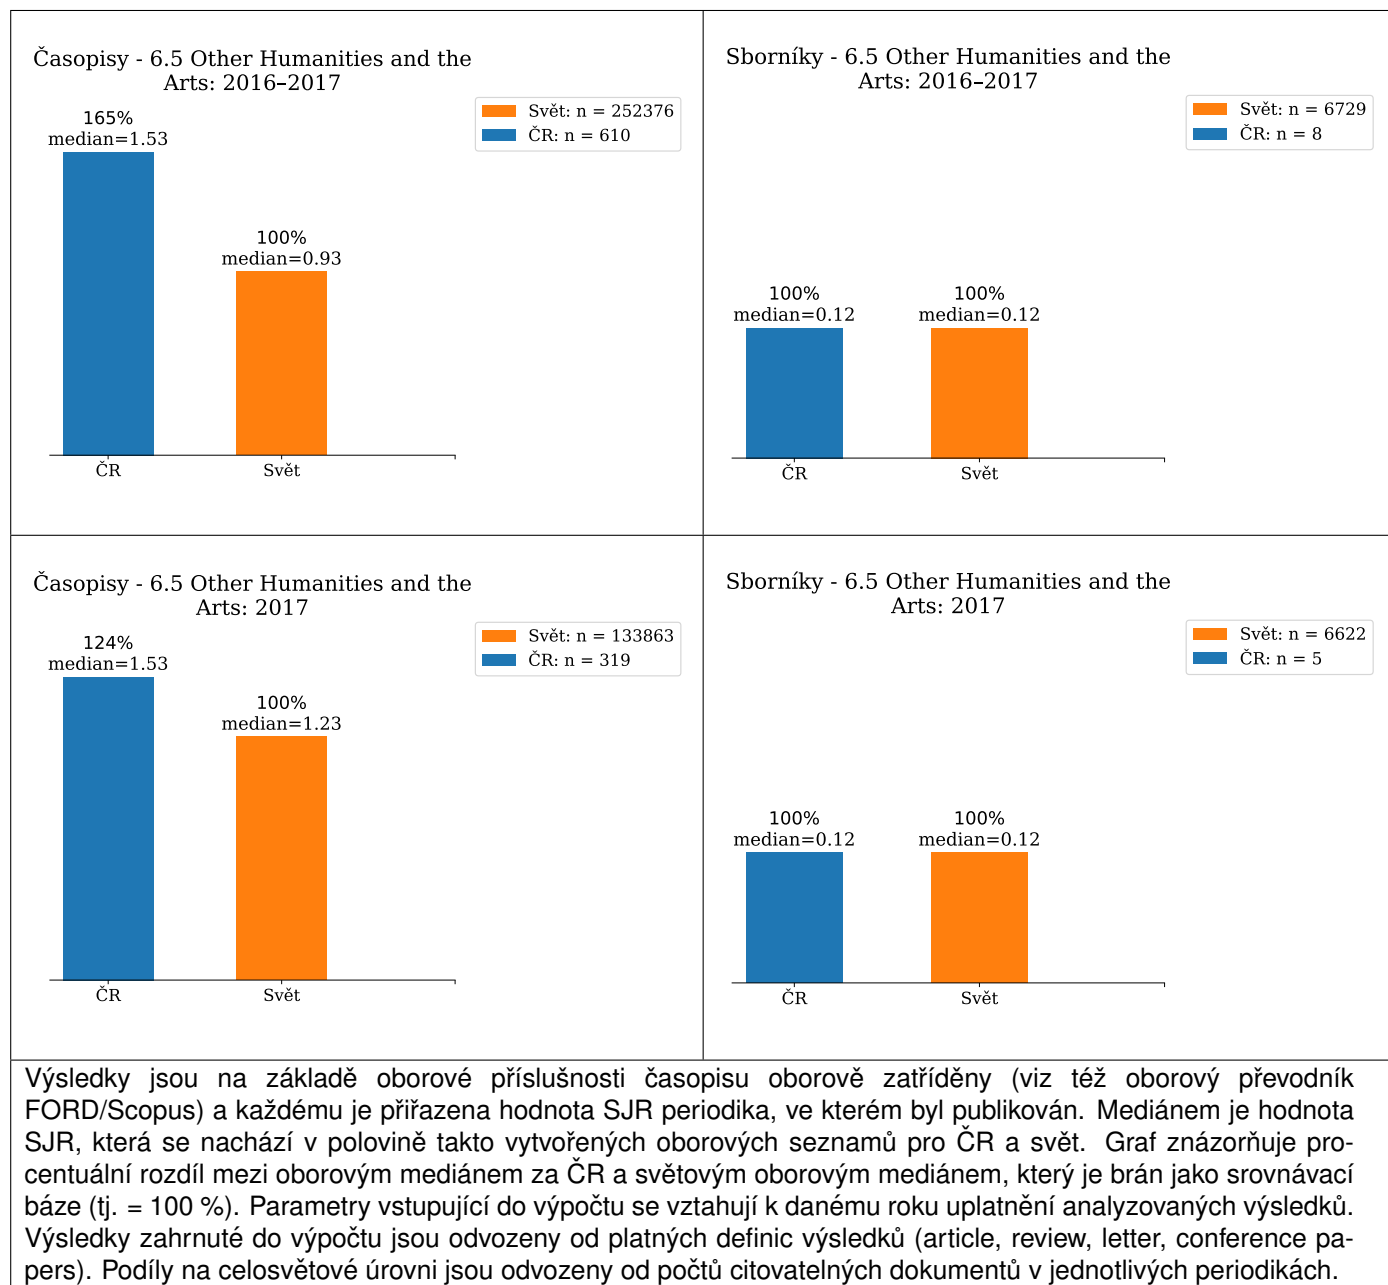 Časopisy - 6.5 Other Humanities and the
Arts: 2016–2017
Svět: n = 252376
ČR: n = 610
165%
median=1.53
100%
median=0.93
ČR
Svět
Sborníky - 6.5 Other Humanities and the
Arts: 2016–2017
Svět: n = 6729
ČR: n = 8
100%
median=0.12
100%
median=0.12
ČR
Svět
Časopisy - 6.5 Other Humanities and the
Arts: 2017
Svět: n = 133863
ČR: n = 319
124%
median=1.53
100%
median=1.23
ČR
Svět
Sborníky - 6.5 Other Humanities and the
Arts: 2017
Svět: n = 6622
ČR: n = 5
100%
median=0.12
100%
median=0.12
ČR
Svět
Výsledky jsou na základě oborové příslušnosti časopisu oborově zatříděny (viz též oborový převodník
FORD/Scopus) a každému je přiřazena hodnota SJR periodika, ve kterém byl publikován. Mediánem je hodnota
SJR, která se nachází v polovině takto vytvořených oborových seznamů pro ČR a svět. Graf znázorňuje pro-
centuální rozdíl mezi oborovým mediánem za ČR a světovým oborovým mediánem, který je brán jako srovnávací
báze (tj. = 100 %). Parametry vstupující do výpočtu se vztahují k danému roku uplatnění analyzovaných výsledků.
Výsledky zahrnuté do výpočtu jsou odvozeny od platných definic výsledků (article, review, letter, conference pa-
pers). Podíly na celosvětové úrovni jsou odvozeny od počtů citovatelných dokumentů v jednotlivých periodikách.